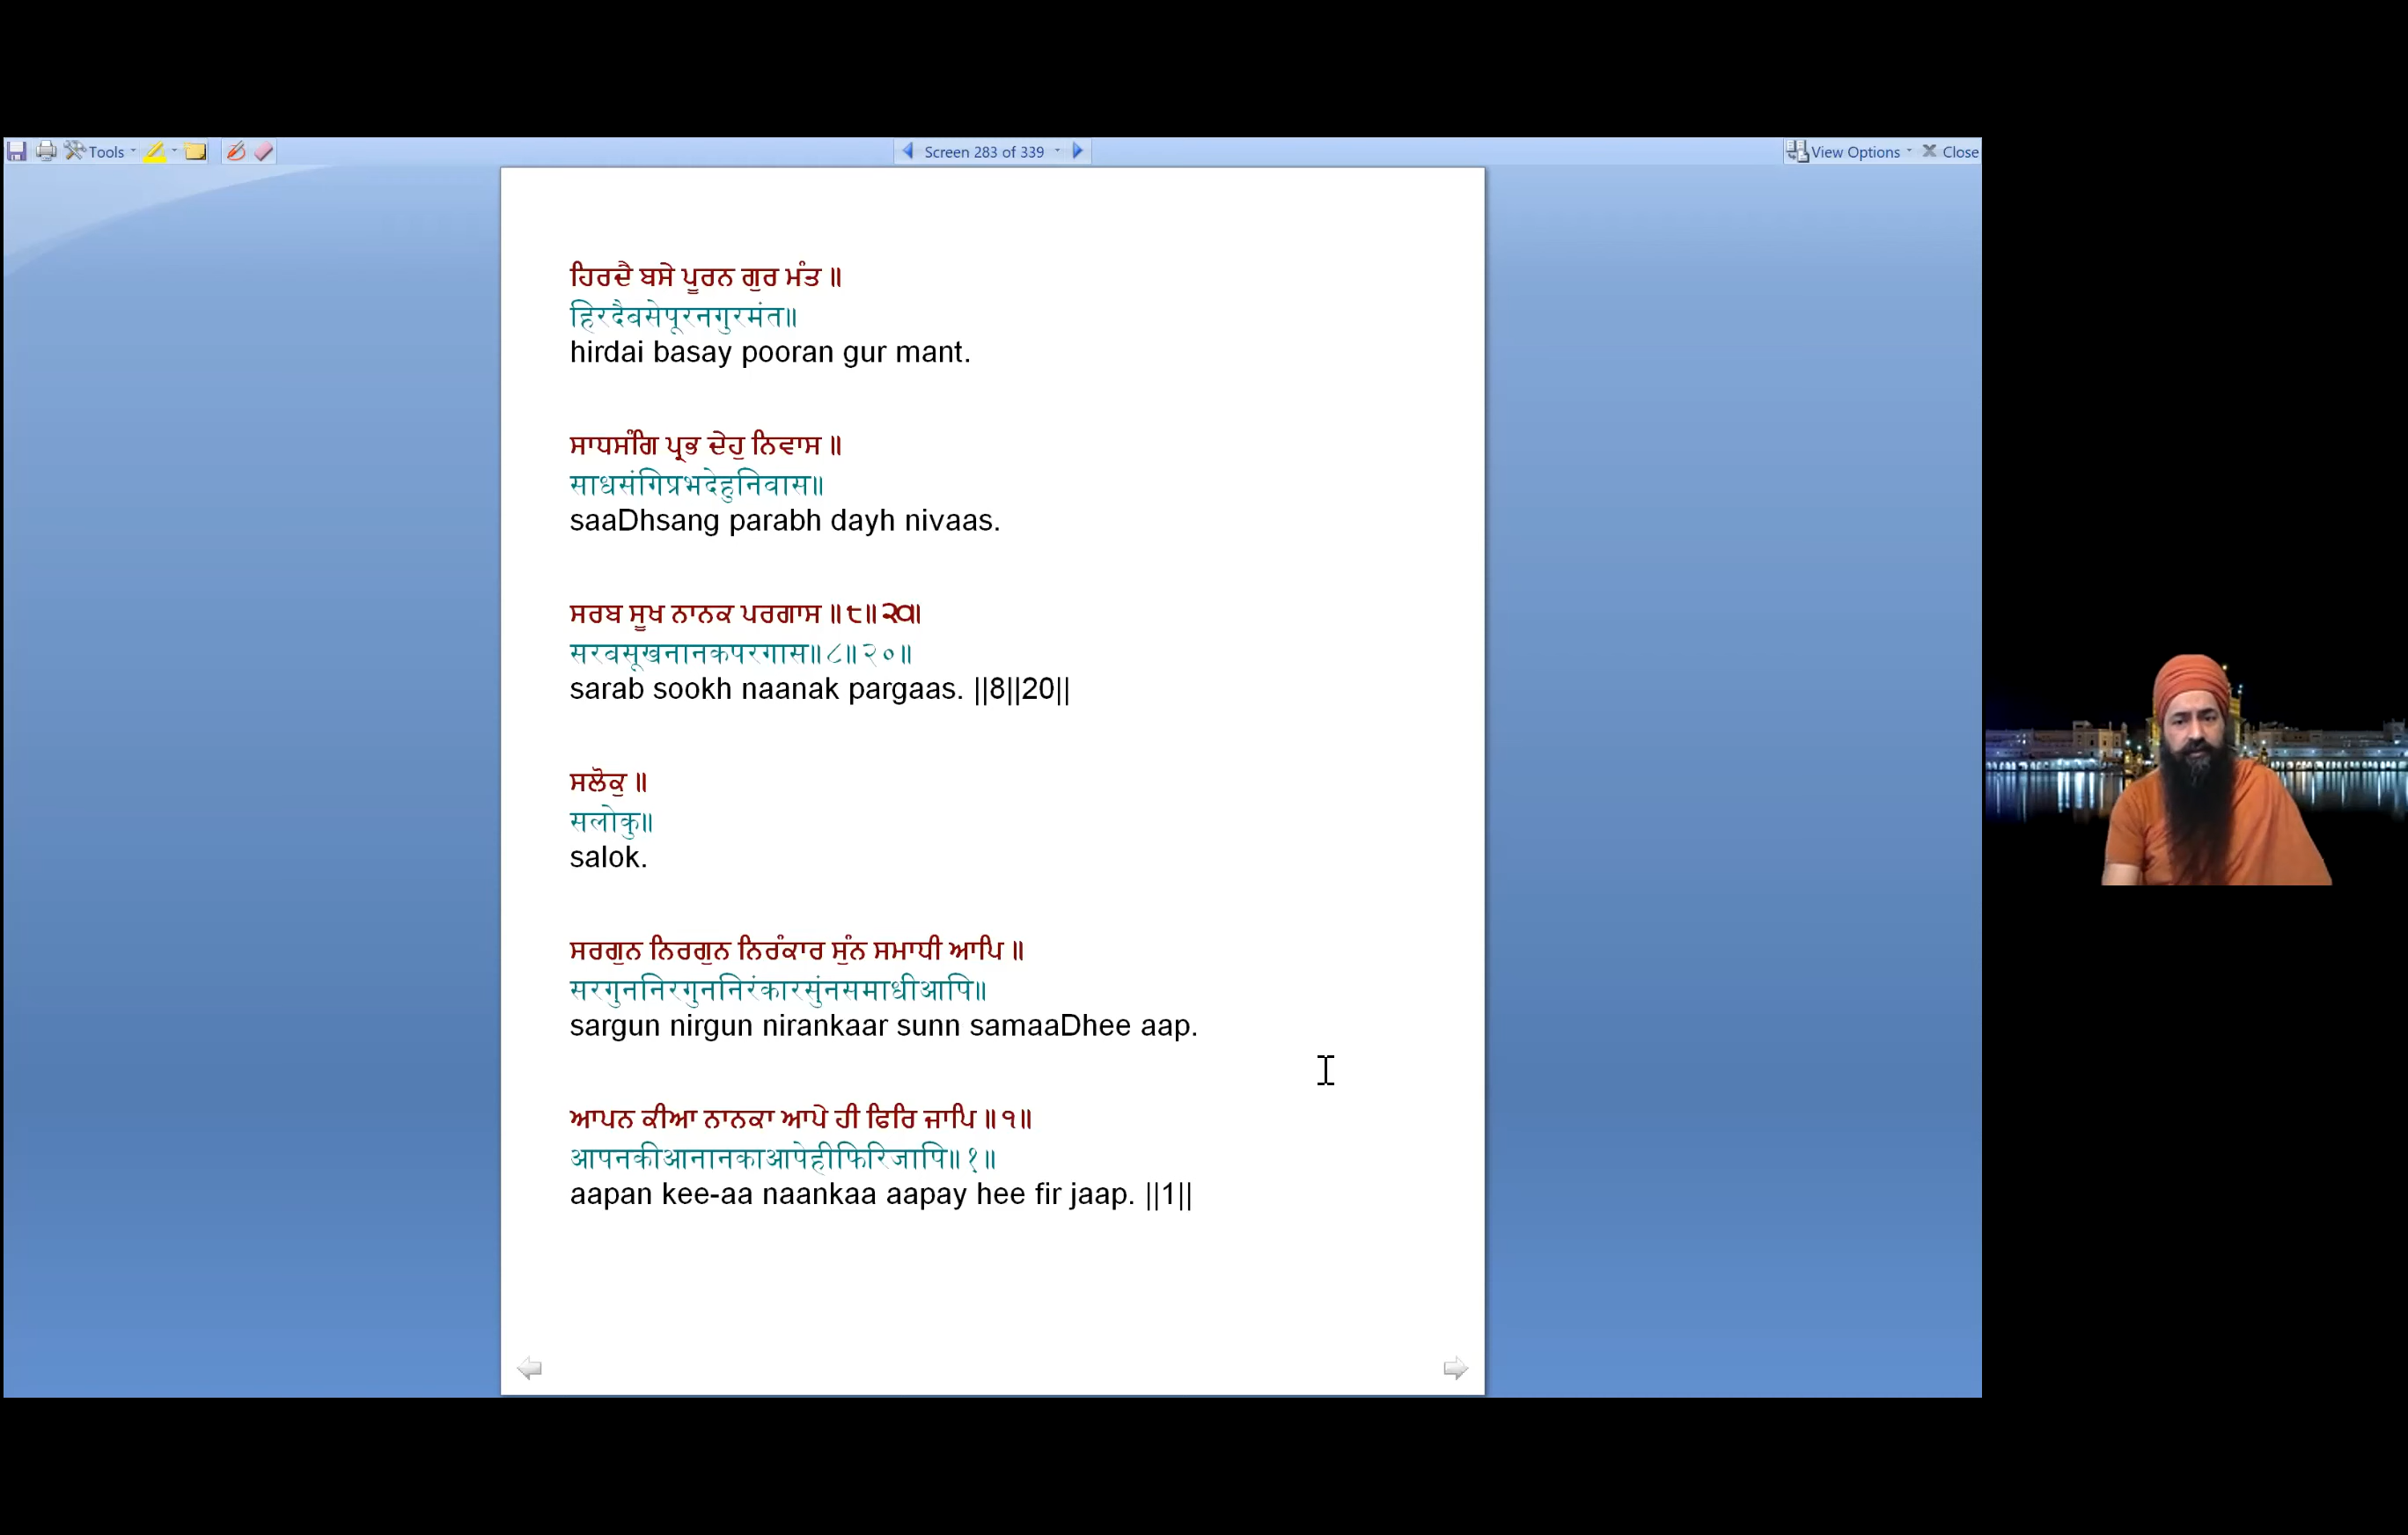 Tools
Screen 283 of 339
View Options
Close
ਹਿਰਦੈ ਬਸੇ ਪੂਰਨ ਗੁਰ ਮੰਤ ॥
हिरदैबसेपूरनगुरमंत॥
hirdai basay pooran gur mant.
ਸਾਧਸੰਗਿ ਪ੍ਰਭ ਦੇਹੁ ਨਿਵਾਸ ॥
साधसंगिप्रभदेहुनिवास॥
saaDhsang parabh dayh nivaas.
ਸਰਬ ਸੂਖ ਨਾਨਕ ਪਰਗਾਸ ॥੮॥੨੦॥
सरबसूखनानकपरगास॥८॥२०॥
sarab sookh naanak pargaas. ||8||20||
ਸਲੋਕੁ ॥
सलोकु॥
salok.
ਸਰਗੁਨ ਨਿਰਗੁਨ ਨਿਰੰਕਾਰ ਸੁੰਨ ਸਮਾਧੀ ਆਪਿ ॥
सरगुननिरगुननिरंकारसुंनसमाधीआपि॥
sargun nirgun nirankaar sunn samaaDhee aap.
ਆਪਨ ਕੀਆ ਨਾਨਕਾ ਆਪੇ ਹੀ ਫਿਰਿ ਜਾਪਿ ॥੧॥
आपनकीआनानकाआपेहीफिरिजापि॥१॥
aapan kee-aa naankaa aapay hee fir jaap. ||1||